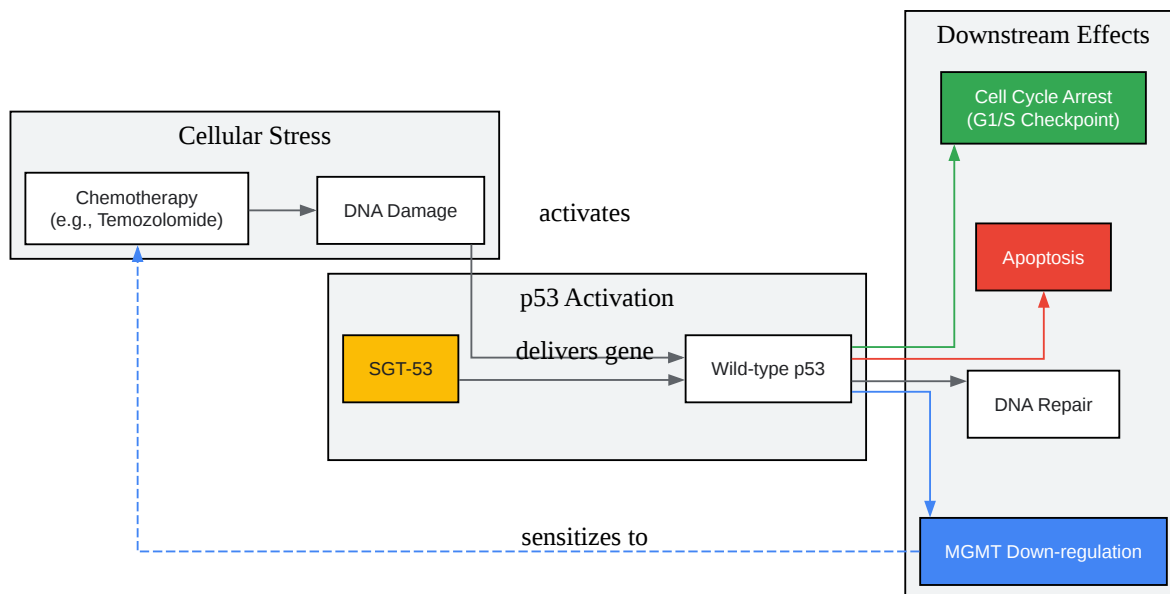 Downstream Effects
Cell Cycle Arrest
(G1/S Checkpoint)
Cellular Stress
Chemotherapy
(e.g., Temozolomide)
DNA Damage
activates
Apoptosis
p53 Activation
SGT-53
delivers gene
Wild-type p53
DNA Repair
sensitizes to
MGMT Down-regulation